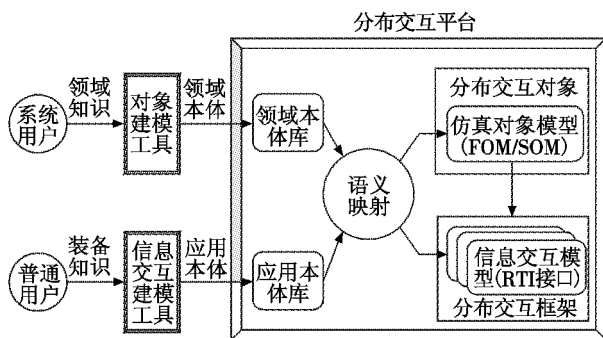 分布交互平台
系统
用户
领域
知识
对象
建模
工具
领域
本体
领域本
体库
语义
映射
分布交互对象
仿真对象模型
(FOM/SOM)
普通
用户
装备
知识
信息
交互
建模
工具
应用
本体
应用本
体库
信息交互模
型(RTI接口)
分布交互框架